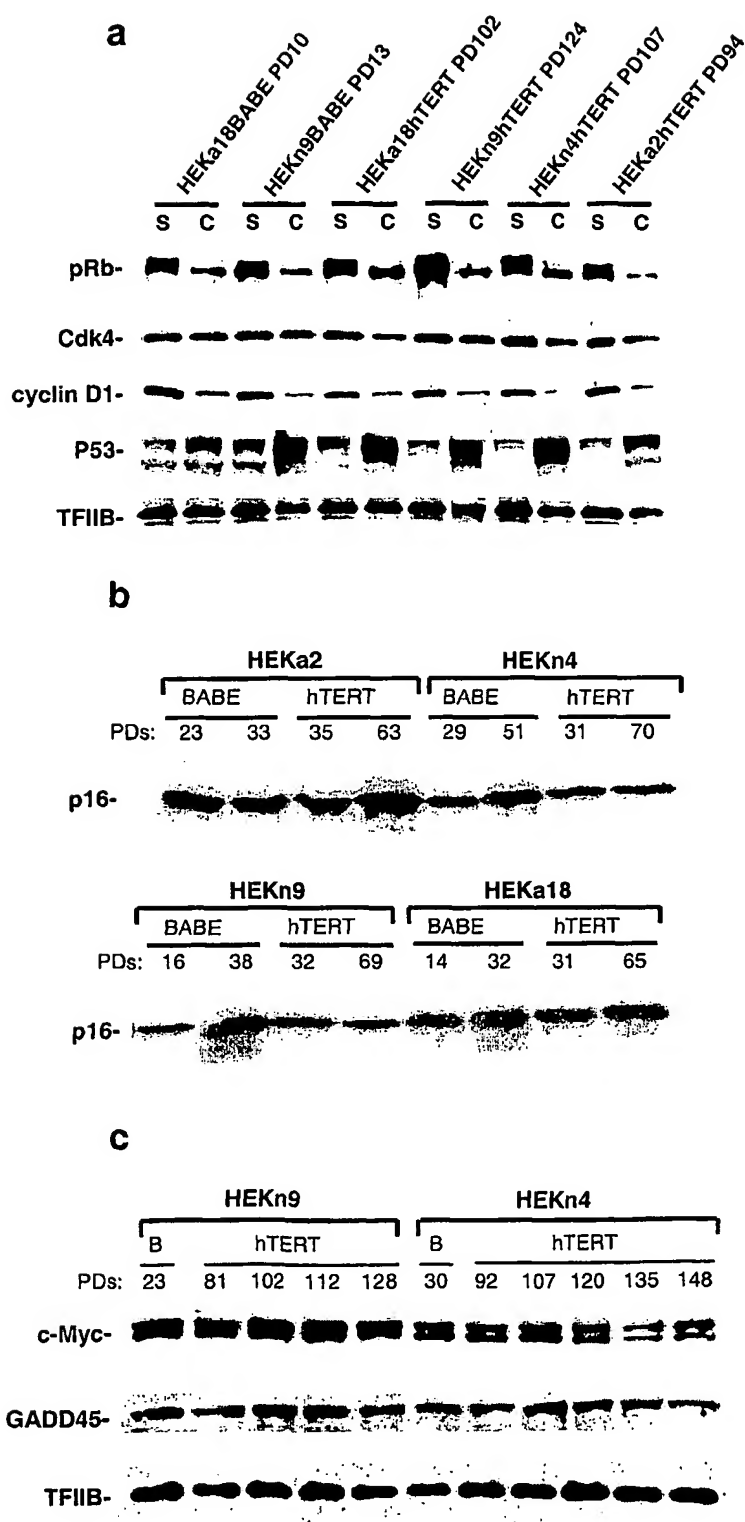 a
HEKa18BABE PD10 HEKn9BABE PD13 HEKa18hTERT PD102 HEKn9hTERT PD124 HEKn4hTERT PD107 HEKa2hTERT PD94
S C S C S C S C S C S C
pRb-
Cdk4-
cyclin D1-
P53-
TFIIB-
b
HEKa2 HEKn4
BABE hTERT BABE hTERT
PDs: 23 33 35 63 29 51 31 70
p16-
HEKn9 HEKa18
BABE hTERT BABE hTERT
PDs: 16 38 32 69 14 32 31 65
p16-
c
HEKn9 HEKn4
B hTERT B hTERT
PDs: 23 81 102 112 128 30 92 107 120 135 148
c-Myc-
GADD45-
TFIIB-